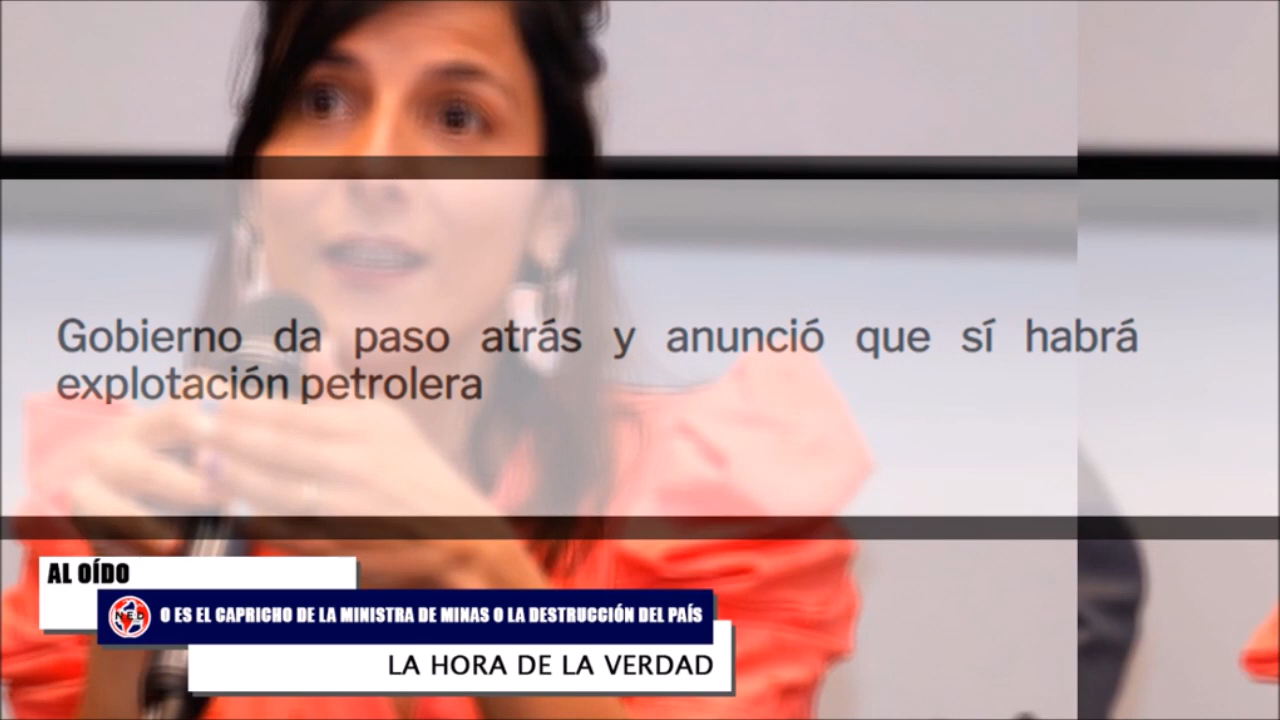 Gobierno da paso atrás y anunció que sí habrá
explotación petrolera
AL OÍDO
O ES EL CAPRICHO DE LA MINISTRA DE MINAS O LA DESTRUCCIÓN DEL PAÍS
LA HORA DE LA VERDAD